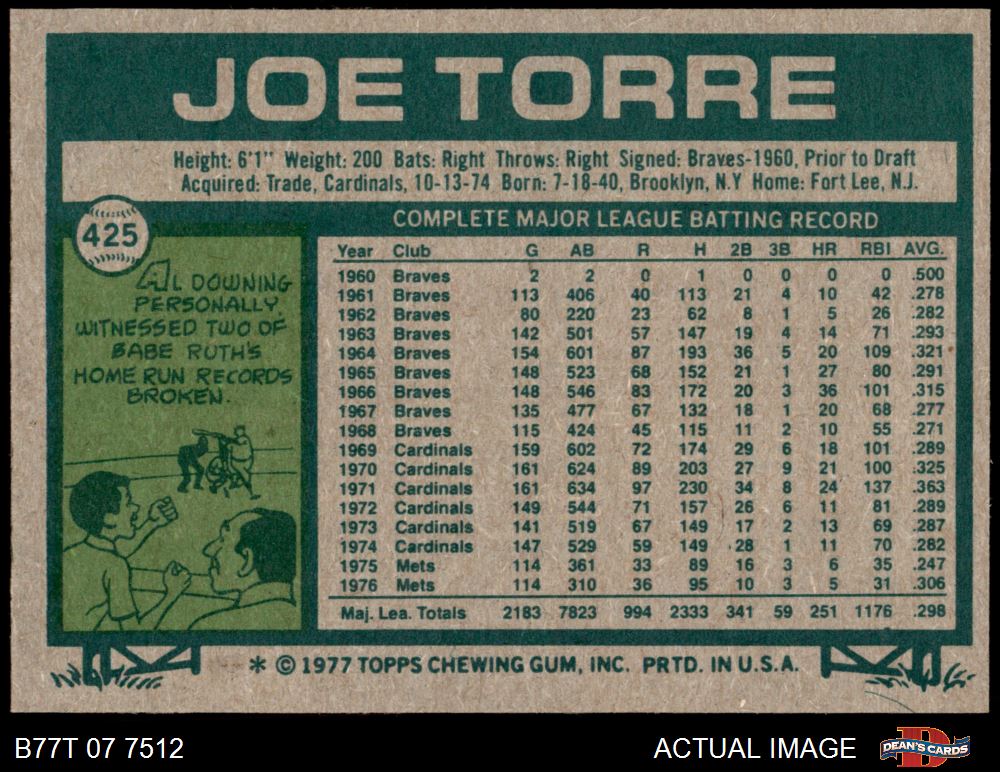 JOE TORRE
Height: 6'1" Weight: 200 Bats: Right Throws: Right Signed: Braves-1960, Prior to Draft
Acquired: Trade, Cardinals, 10-13-74 Born: 7-18-40, Brooklyn, N.Y Home: Fort Lee, N.J.
425
AL DOWNING
PERSONALLY
WITNESSED TWO OF
BABE RUTH'S
HOME RUN RECORDS
BROKEN.
COMPLETE MAJOR LEAGUE BATTING RECORD
Year Club G AB R H 2B 3B HR RBI AVG.
1960 Braves 2 2 0 1 0 0 0 0 .500
1961 Braves 113 406 40 113 21 4 10 42 .278
1962 Braves 80 220 23 62 8 1 5 26 .282
1963 Braves 142 501 57 147 19 4 14 71 .293
1964 Braves 154 601 87 193 36 5 20 109 .321
1965 Braves 148 523 68 152 21 1 27 80 .291
1966 Braves 148 546 83 172 20 3 36 101 .315
1967 Braves 135 477 67 132 18 1 20 68 .277
1968 Braves 115 424 45 115 11 2 10 55 .271
1969 Cardinals 159 602 72 174 29 6 18 101 .289
1970 Cardinals 161 624 89 203 27 9 21 100 .325
1971 Cardinals 161 634 97 230 34 8 24 137 .363
1972 Cardinals 149 544 71 157 26 6 11 81 .289
1973 Cardinals 141 519 67 149 17 2 13 69 .287
1974 Cardinals 147 529 59 149 28 1 11 70 .282
1975 Mets 114 361 33 89 16 3 6 35 .247
1976 Mets 114 310 36 95 10 3 5 31 .306
Maj. Lea. Totals 2183 7823 994 2333 341 59 251 1176 .298
* © 1977 TOPPS CHEWING GUM, INC. PRTD. IN U.S.A.
B77T 07 7512
ACTUAL IMAGE
D
DEAN'S CARDS